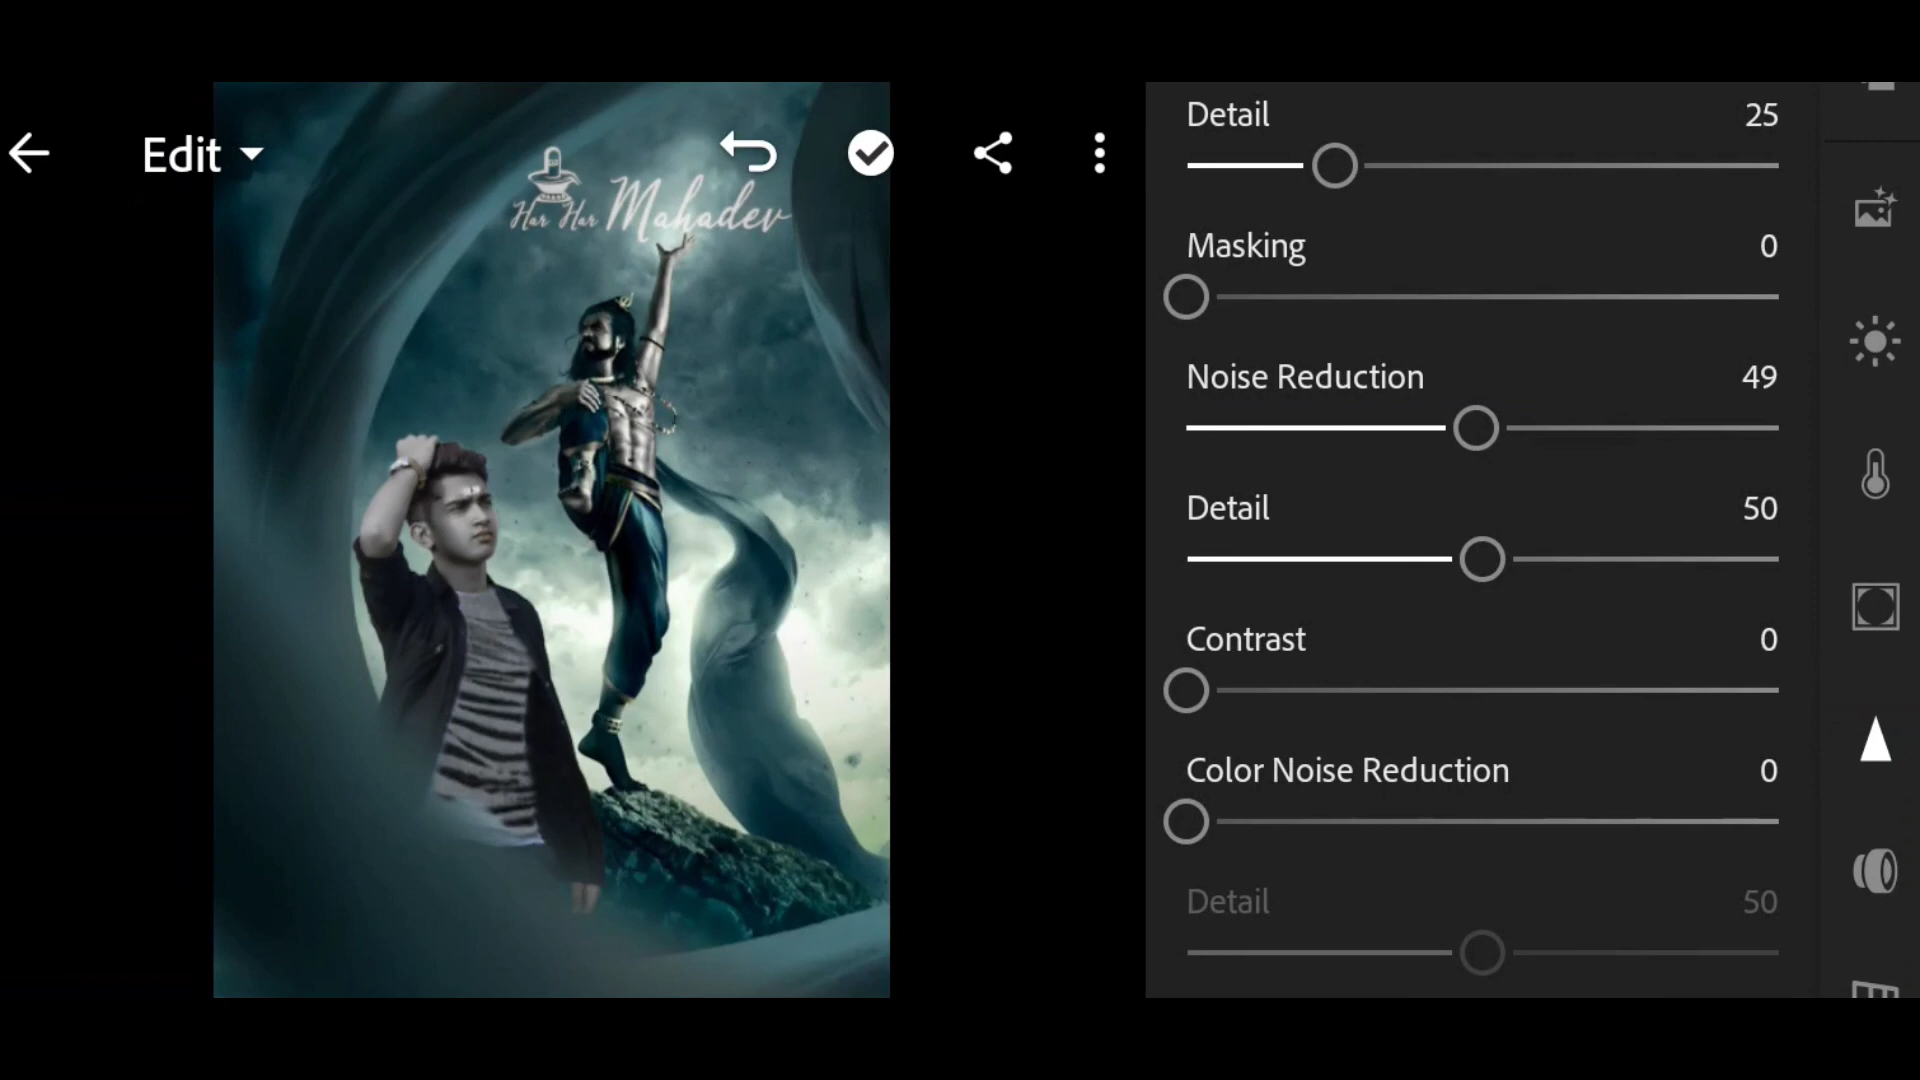 Edit
Har Har Mahadev
Detail 25
Masking 0
Noise Reduction 49
Detail 50
Contrast 0
Color Noise Reduction 0
Detail 50